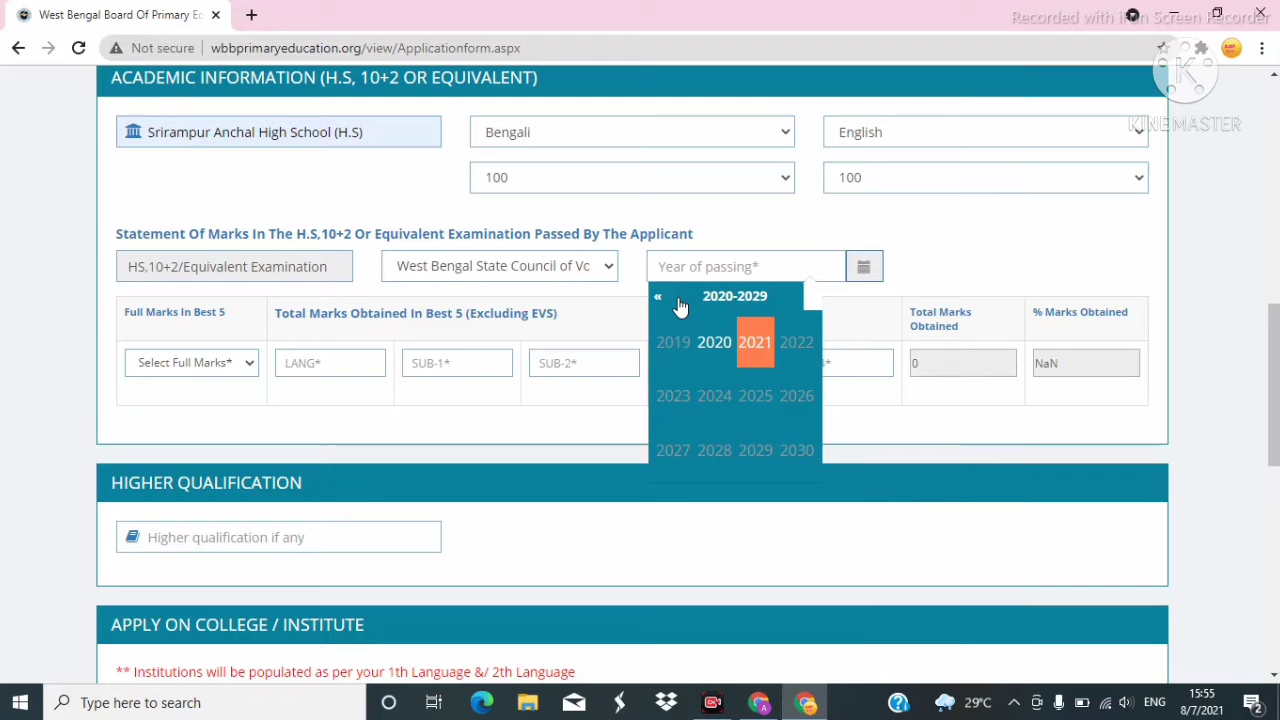 West Bengal Board Of Primary Ed
Recorded with iFun Screen Recorder
Not secure
wbbprimaryeducation.org/view/Applicationform.aspx
K
KINEMASTER
ACADEMIC INFORMATION (H.S, 10+2 OR EQUIVALENT)
Srirampur Anchal High School (H.S)
Bengali
English
100
100
Statement Of Marks In The H.S,10+2 Or Equivalent Examination Passed By The Applicant
HS,10+2/Equivalent Examination
West Bengal State Council of Vo
Year of passing*
« 2020-2029
2019 2020 2021 2022
2023 2024 2025 2026
2027 2028 2029 2030
Full Marks In Best 5
Total Marks Obtained In Best 5 (Excluding EVS)
Total Marks
Obtained
% Marks Obtained
Select Full Marks*
LANG*
SUB-1*
SUB-2*
0
NaN
HIGHER QUALIFICATION
Higher qualification if any
APPLY ON COLLEGE / INSTITUTE
** Institutions will be populated as per your 1th Language &/ 2th Language
Type here to search
29°C
ENG
15:55
8/7/2021
2